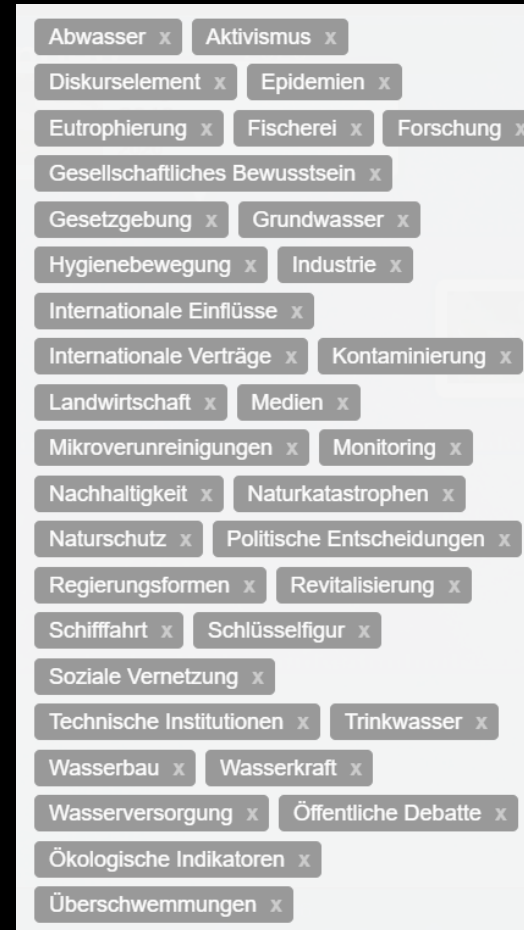 Abwasser x Aktivismus x
Diskurselement x Epidemien x
Eutrophierung x Fischerei x Forschung x
Gesellschaftliches Bewusstsein x
Gesetzgebung x Grundwasser x
Hygienebewegung x Industrie x
Internationale Einflüsse x
Internationale Verträge x Kontaminierung x
Landwirtschaft x Medien x
Mikroverunreinigungen x Monitoring x
Nachhaltigkeit x Naturkatastrophen x
Naturschutz x Politische Entscheidungen x
Regierungsformen x Revitalisierung x
Schifffahrt x Schlüsselfigur x
Soziale Vernetzung x
Technische Institutionen x Trinkwasser x
Wasserbau x Wasserkraft x
Wasserversorgung x Öffentliche Debatte x
Ökologische Indikatoren x
Überschwemmungen x